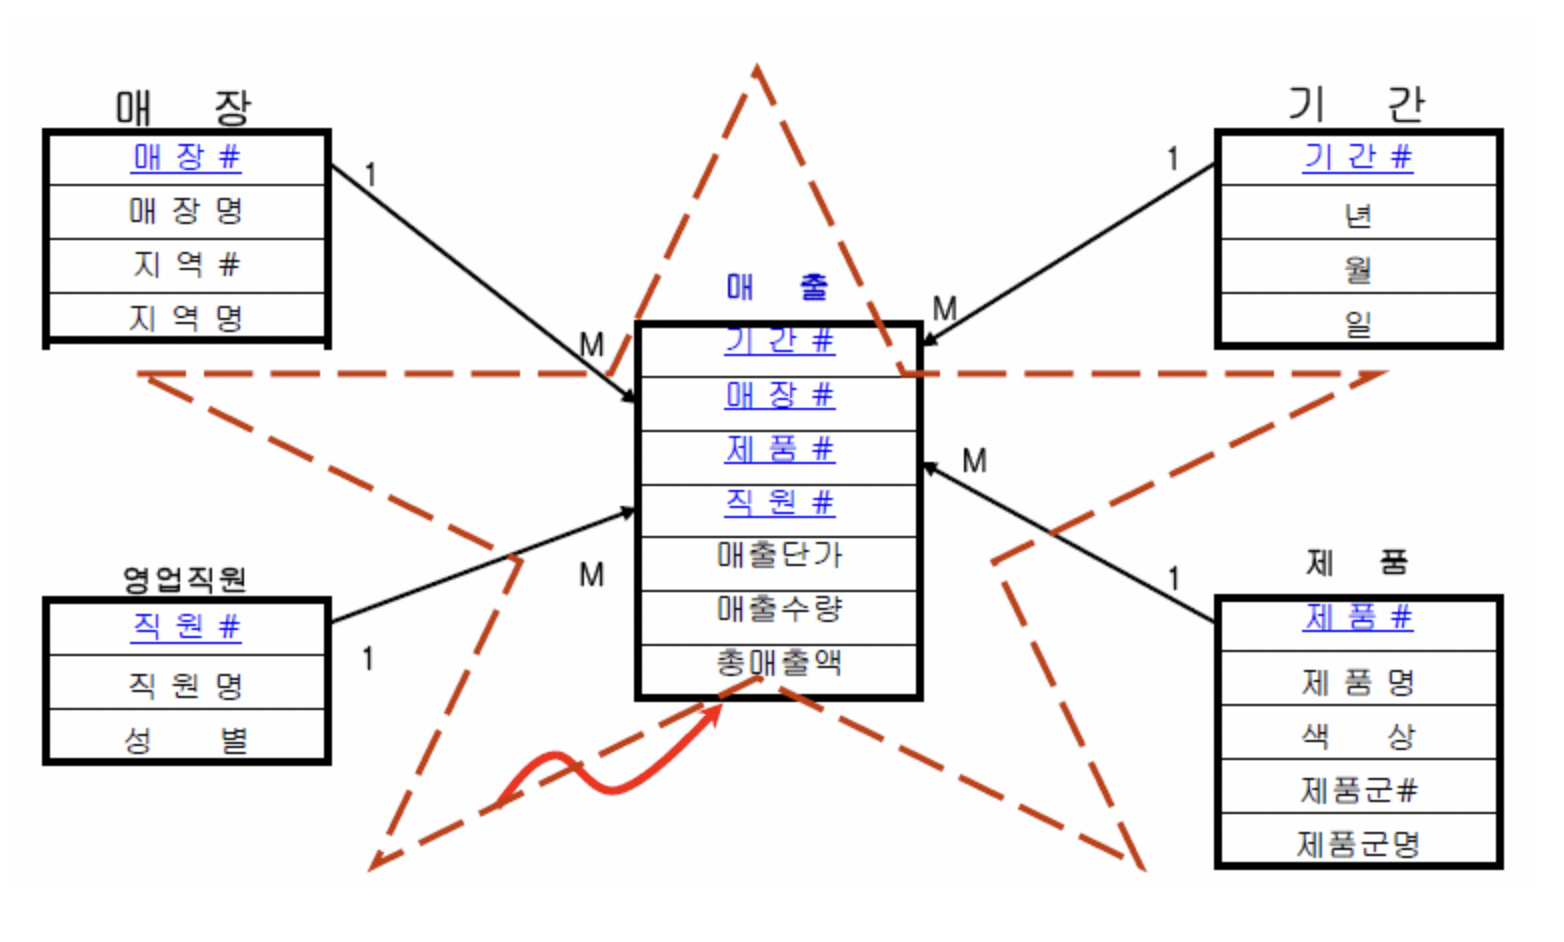 매 장
매 장 #
매 장 명
지 역 #
지 역 명
1
M
기 간
기 간 #
년
월
일
1
M
매 출
기 간 #
매 장 #
제 품 #
직 원 #
매출단가
매출수량
총매출액
영업직원
직 원 #
직 원 명
성 별
1
M
제 품
제 품 #
제 품 명
색 상
제품군#
제품군명
1
M